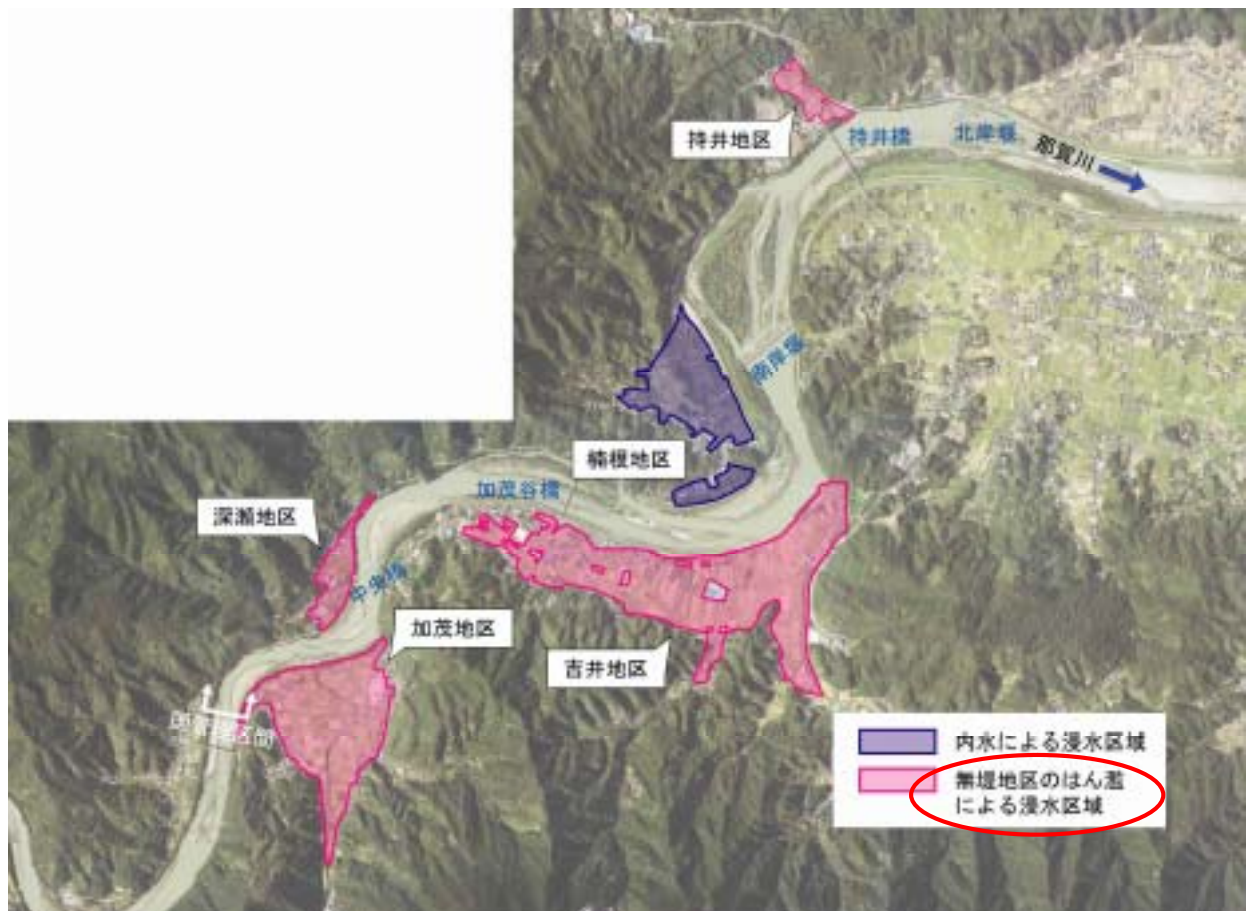 持井地区
持井橋
北岸堰
那賀川
南岸堰
楠根地区
加茂谷橋
深瀬地区
中央橋
加茂地区
吉井地区
内水による浸水区域
無堤地区のはん濫
による浸水区域